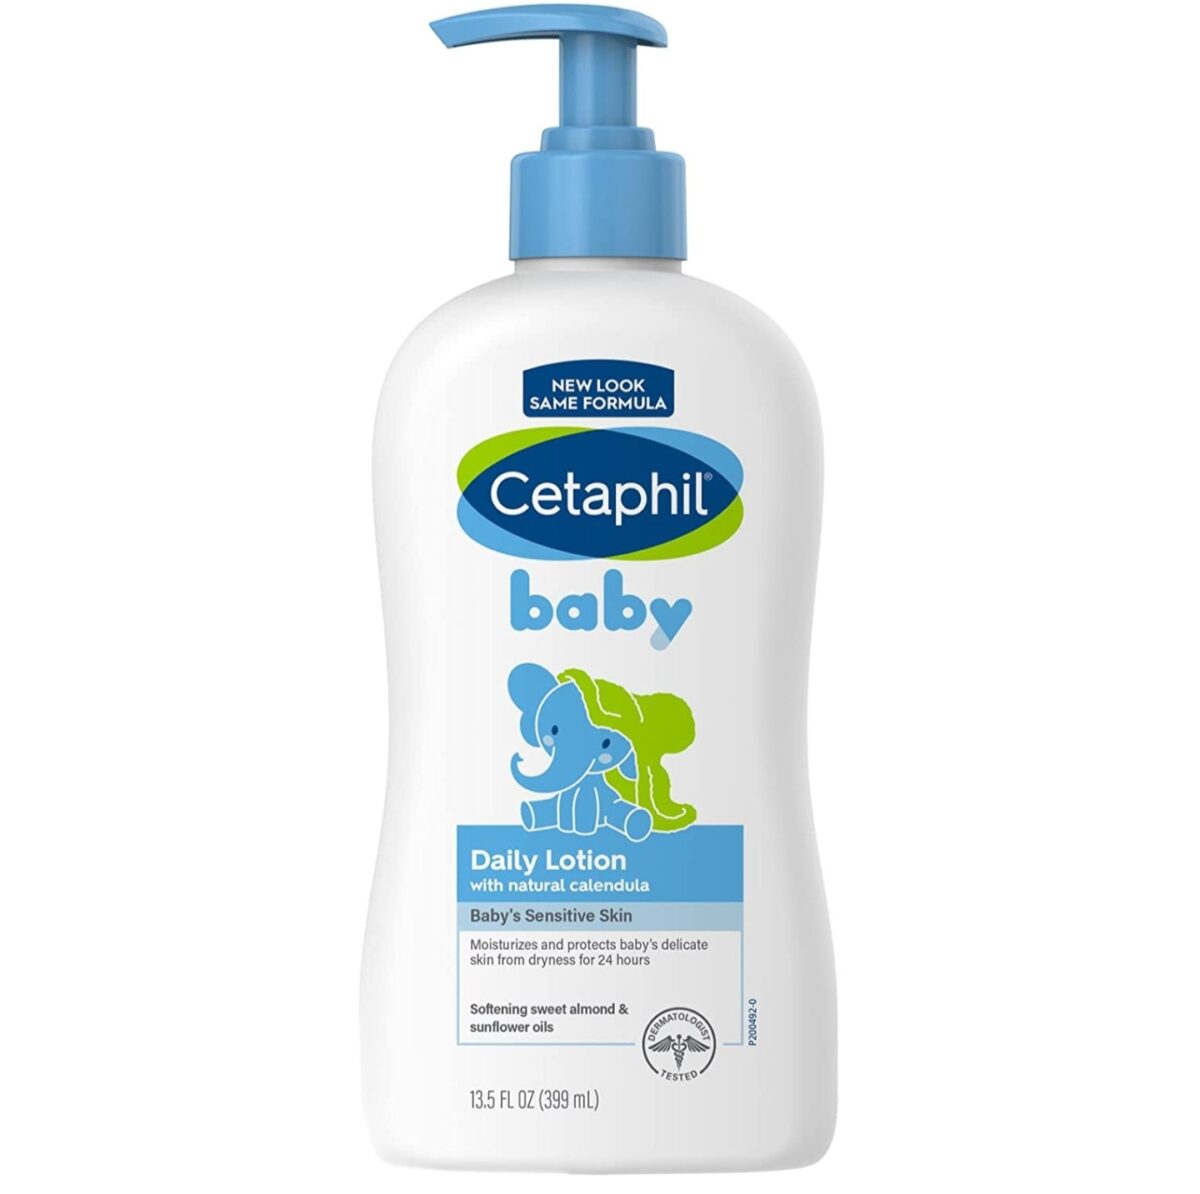 NEW LOOK
SAME FORMULA
Cetaphil®
baby
Daily Lotion
with natural calendula
Baby's Sensitive Skin
Moisturizes and protects baby's delicate
skin from dryness for 24 hours
Softening sweet almond &
sunflower oils
DERMATOLOGIST
TESTED
P200492-0
13.5 FL OZ (399 mL)